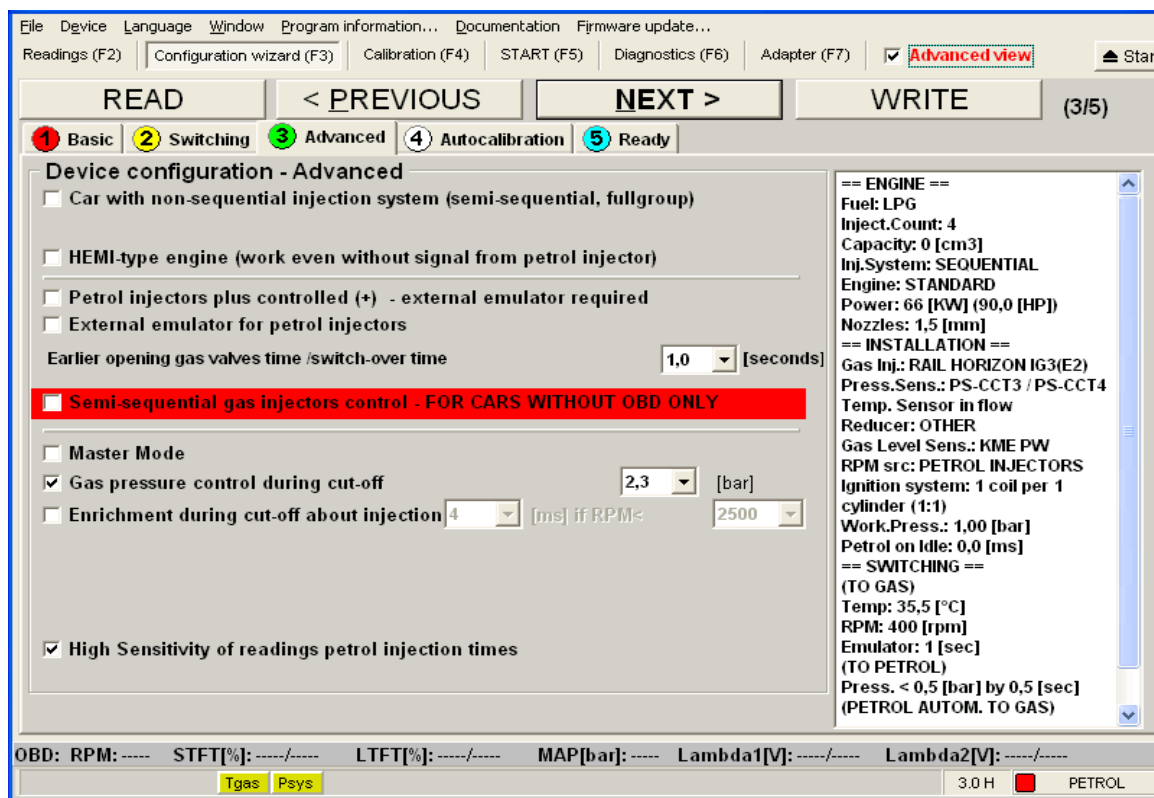 File Device Language Window Program information... Documentation Firmware update...
Readings (F2) Configuration wizard (F3) Calibration (F4) START (F5) Diagnostics (F6) Adapter (F7) Advanced view Star
READ < PREVIOUS NEXT > WRITE (3/5)
1 Basic 2 Switching 3 Advanced 4 Autocalibration 5 Ready
Device configuration - Advanced
Car with non-sequential injection system (semi-sequential, fullgroup)
HEMI-type engine (work even without signal from petrol injector)
Petrol injectors plus controlled (+) - external emulator required
External emulator for petrol injectors
Earlier opening gas valves time /switch-over time 1,0 [seconds]
Semi-sequential gas injectors control - FOR CARS WITHOUT OBD ONLY
Master Mode
Gas pressure control during cut-off 2,3 [bar]
Enrichment during cut-off about injection 4 [ms] if RPM< 2500
High Sensitivity of readings petrol injection times
== ENGINE ==
Fuel: LPG
Inject.Count: 4
Capacity: 0 [cm3]
Inj.System: SEQUENTIAL
Engine: STANDARD
Power: 66 [KW] (90,0 [HP])
Nozzles: 1,5 [mm]
== INSTALLATION ==
Gas Inj.: RAIL HORIZON IG3(E2)
Press.Sens.: PS-CCT3 / PS-CCT4
Temp. Sensor in flow
Reducer: OTHER
Gas Level Sens.: KME PW
RPM src: PETROL INJECTORS
Ignition system: 1 coil per 1
cylinder (1:1)
Work.Press.: 1,00 [bar]
Petrol on Idle: 0,0 [ms]
== SWITCHING ==
(TO GAS)
Temp: 35,5 [°C]
RPM: 400 [rpm]
Emulator: 1 [sec]
(TO PETROL)
Press. < 0,5 [bar] by 0,5 [sec]
(PETROL AUTOM. TO GAS)
OBD: RPM: ----- STFT[%]: -----/----- LTFT[%]: -----/----- MAP[bar]: ----- Lambda1[V]: -----/-- Lambda2[V]: -----/--
Tgas Psys 3.0 H PETROL